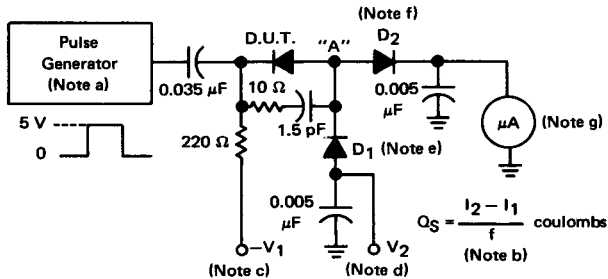 Pulse
Generator
(Note a)
5 V
0
0.035 µF
D.U.T.
10 Ω
1.5 pF
220 Ω
"A"
(Note f)
D2
0.005
µF
µA
(Note g)
D1 (Note e)
0.005
µF
–V1
(Note c)
V2
(Note d)
QS = I2 – I1 / f coulombs
(Note b)